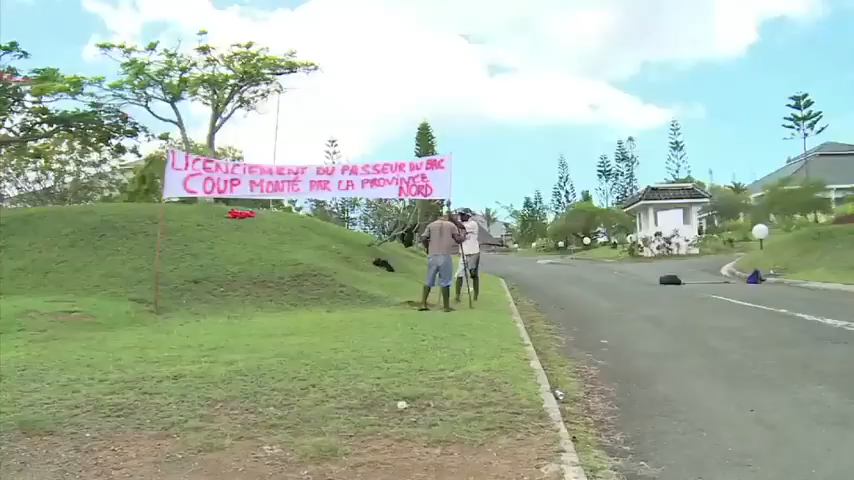 LICENCIEMENT DU PASSEUR DU BAC
COUP MONTÉ PAR LA PROVINCE
NORD